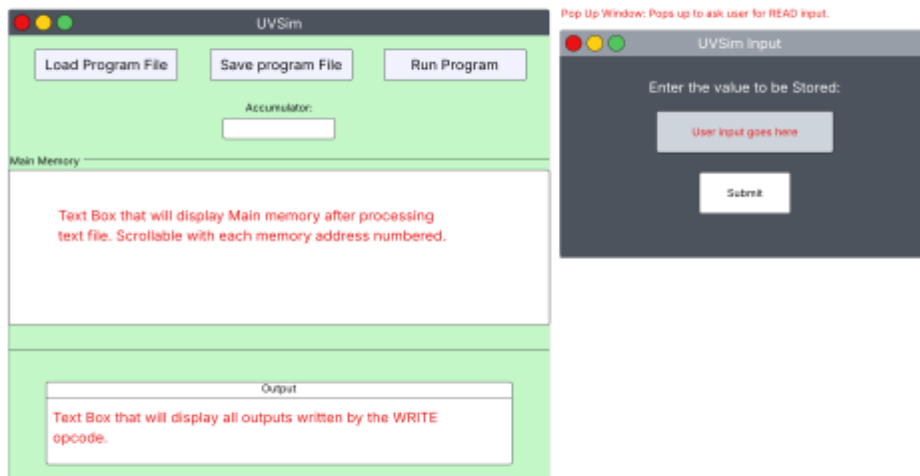 UVSim
Load Program File
Save program File
Run Program
Accumulator:
Main Memory
Text Box that will display Main memory after processing
text file. Scrollable with each memory address numbered.
Output
Text Box that will display all outputs written by the WRITE
opcode.
Pop Up Window: Pops up to ask user for READ input.
UVSim Input
Enter the value to be Stored:
User input goes here
Submit